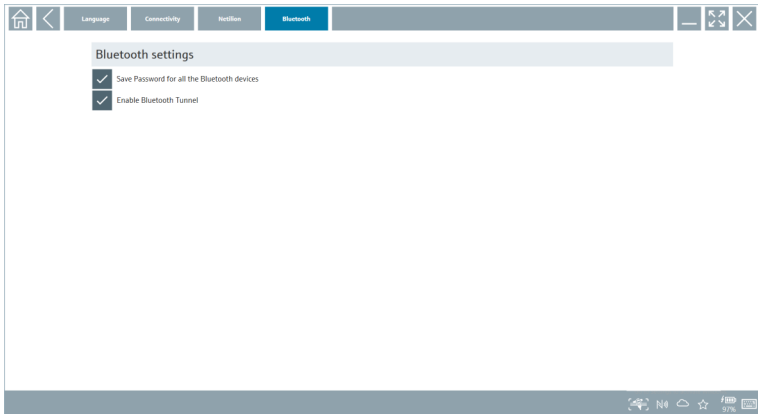 Language Connectivity Netilion Bluetooth
Bluetooth settings
Save Password for all the Bluetooth devices
Enable Bluetooth Tunnel
97%